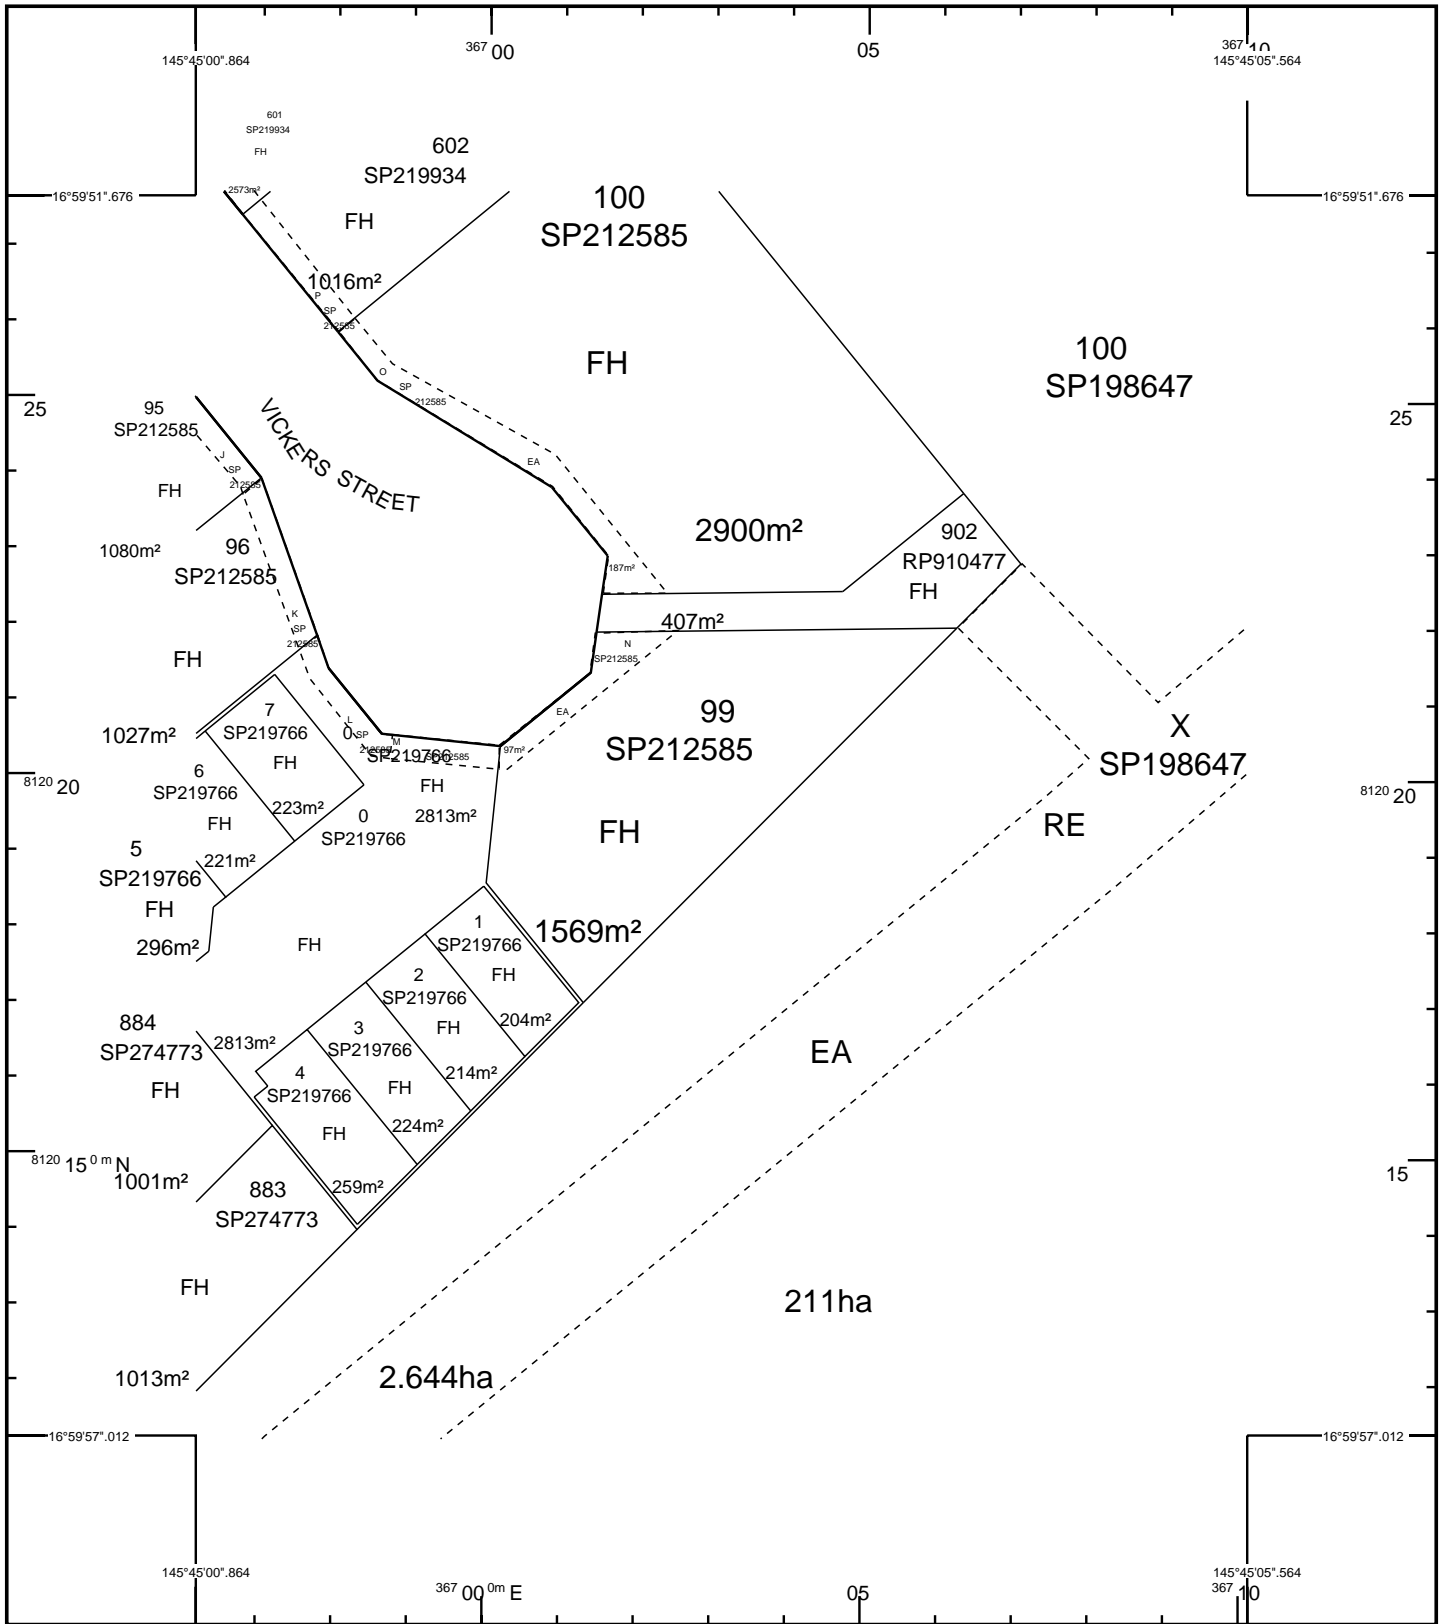 367 00
05
367 10
145°45'00".864
145°45'05".564
601
SP219934
FH
2573m²
602
SP219934
FH
1016m²
16°59'51".676
16°59'51".676
100
SP212585
FH
2900m²
P
SP
212585
O
SP
212585
EA
187m²
100
SP198647
25
25
95
SP212585
FH
1080m²
J
SP
212585
VICKERS STREET
96
SP212585
FH
1027m²
K
SP
212585
902
RP910477
FH
407m²
N
SP212585
EA
97m²
99
SP212585
FH
1569m²
X
SP198647
RE
L
SP
212585
M
SP212585
0
SP219766
FH
2813m²
7
SP219766
FH
223m²
6
SP219766
FH
221m²
0
SP219766
FH
2813m²
8120 20
8120 20
5
SP219766
FH
296m²
1
SP219766
FH
204m²
2
SP219766
FH
214m²
3
SP219766
FH
224m²
4
SP219766
FH
259m²
884
SP274773
FH
1001m²
EA
8120 15 0 m N
15
883
SP274773
FH
1013m²
211ha
2.644ha
16°59'57".012
16°59'57".012
145°45'00".864
145°45'05".564
367 00 0m E
05
367 10